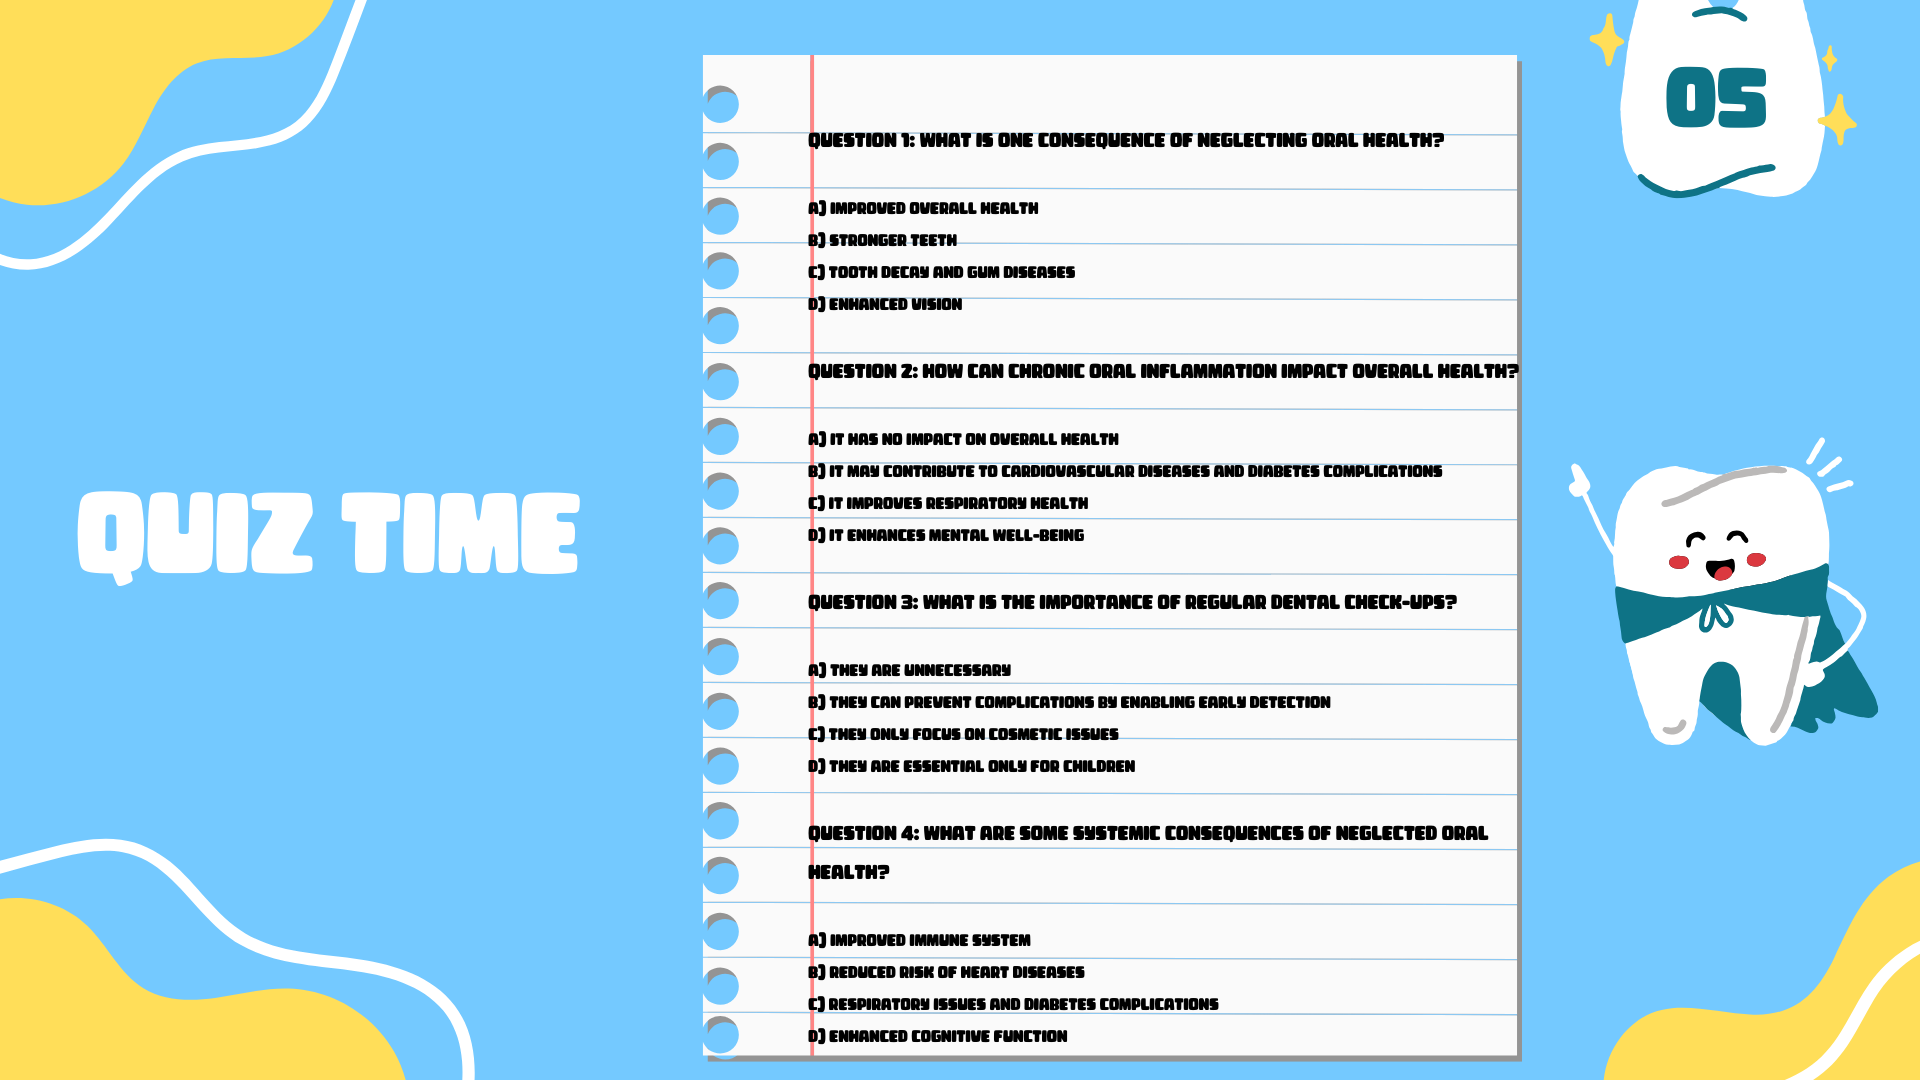 05
QUIZ TIME
QUESTION 1: WHAT IS ONE CONSEQUENCE OF NEGLECTING ORAL HEALTH?
A) IMPROVED OVERALL HEALTH
B) STRONGER TEETH
C) TOOTH DECAY AND GUM DISEASES
D) ENHANCED VISION
QUESTION 2: HOW CAN CHRONIC ORAL INFLAMMATION IMPACT OVERALL HEALTH?
A) IT HAS NO IMPACT ON OVERALL HEALTH
B) IT MAY CONTRIBUTE TO CARDIOVASCULAR DISEASES AND DIABETES COMPLICATIONS
C) IT IMPROVES RESPIRATORY HEALTH
D) IT ENHANCES MENTAL WELL-BEING
QUESTION 3: WHAT IS THE IMPORTANCE OF REGULAR DENTAL CHECK-UPS?
A) THEY ARE UNNECESSARY
B) THEY CAN PREVENT COMPLICATIONS BY ENABLING EARLY DETECTION
C) THEY ONLY FOCUS ON COSMETIC ISSUES
D) THEY ARE ESSENTIAL ONLY FOR CHILDREN
QUESTION 4: WHAT ARE SOME SYSTEMIC CONSEQUENCES OF NEGLECTED ORAL
HEALTH?
A) IMPROVED IMMUNE SYSTEM
B) REDUCED RISK OF HEART DISEASES
C) RESPIRATORY ISSUES AND DIABETES COMPLICATIONS
D) ENHANCED COGNITIVE FUNCTION